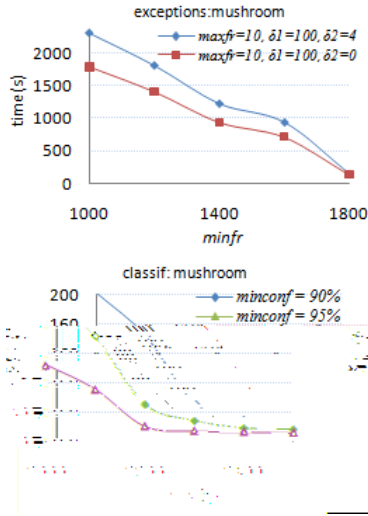 exceptions:mushroom
maxfr=10, δ1=100, δ2=4
maxfr=10, δ1=100, δ2=0
time(s)
2000
1500
1000
500
0
1000 1400 1800
minfr
classif: mushroom
200
160
minconf = 90%
minconf = 95%